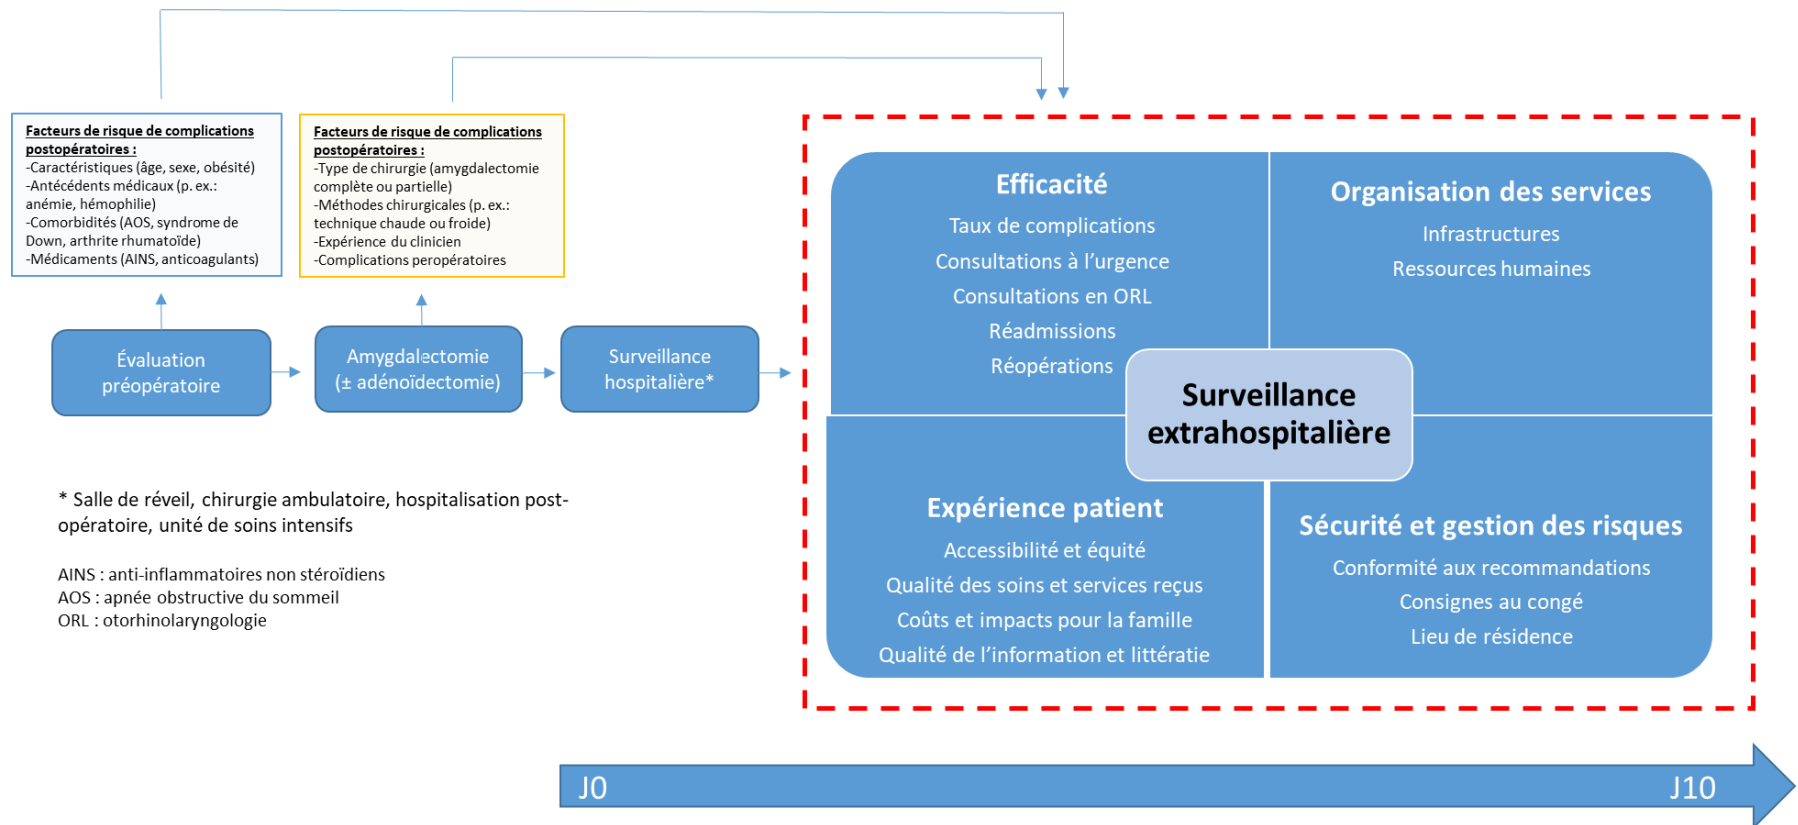 Facteurs de risque de complications
postopératoires :
-Caractéristiques (âge, sexe, obésité)
-Antécédents médicaux (p. ex.:
anémie, hémophilie)
-Comorbidités (AOS, syndrome de
Down, arthrite rhumatoïde)
-Médicaments (AINS, anticoagulants)
Facteurs de risque de complications
postopératoires :
-Type de chirurgie (amygdalectomie
complète ou partielle)
-Méthodes chirurgicales (p. ex.:
technique chaude ou froide)
-Expérience du clinicien
-Complications peropératoires
Évaluation
préopératoire
Amygdalectomie
(± adénoïdectomie)
Surveillance
hospitalière*
Efficacité
Taux de complications
Consultations à l’urgence
Consultations en ORL
Réadmissions
Réopérations
Organisation des services
Infrastructures
Ressources humaines
Surveillance
extrahospitalière
Expérience patient
Accessibilité et équité
Qualité des soins et services reçus
Coûts et impacts pour la famille
Qualité de l’information et littératie
Sécurité et gestion des risques
Conformité aux recommandations
Consignes au congé
Lieu de résidence
* Salle de réveil, chirurgie ambulatoire, hospitalisation post-
opératoire, unité de soins intensifs
AINS : anti-inflammatoires non stéroïdiens
AOS : apnée obstructive du sommeil
ORL : otorhinolaryngologie
J0
J10